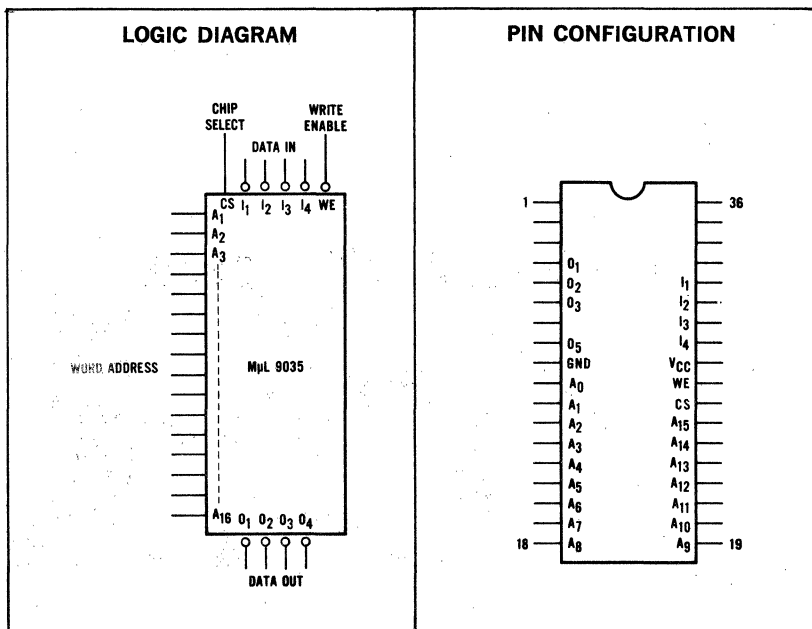 LOGIC DIAGRAM
CHIP SELECT
WRITE ENABLE
DATA IN
CS I1 I2 I3 I4 WE
A1
A2
A3
WORD ADDRESS
MμL 9035
A16 O1 O2 O3 O4
DATA OUT
PIN CONFIGURATION
1 36
O1
O2 I1
O3 I2
I3
O5 I4
GND VCC
A0 WE
A1 CS
A2 A15
A3 A14
A4 A13
A5 A12
A6 A11
A7 A10
18 A8 A9 19